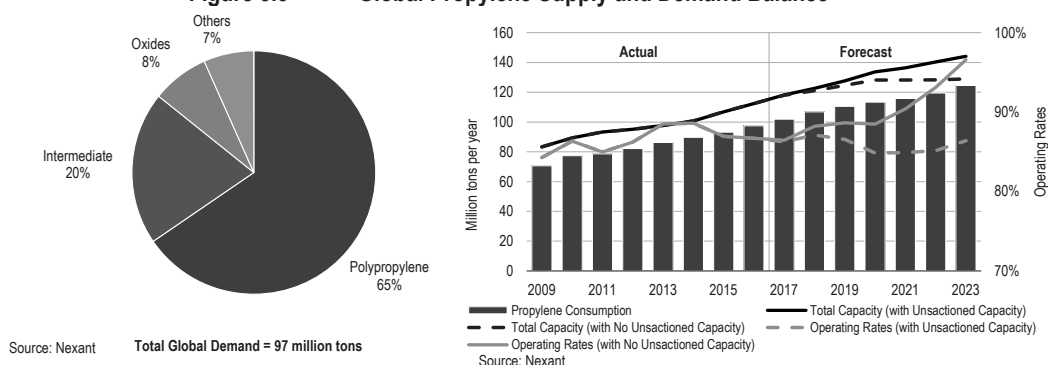 Global Propylene Supply and Demand Balance
Others
7%
Oxides
8%
Intermediate
20%
Polypropylene
65%
Source: Nexant
Total Global Demand = 97 million tons
160
140
120
100
80
60
40
20
0
Million tons per year
Actual
Forecast
100%
90%
80%
70%
Operating Rates
2009 2011 2013 2015 2017 2019 2021 2023
Propylene Consumption
Total Capacity (with Unsactioned Capacity)
Total Capacity (with No Unsactioned Capacity)
Operating Rates (with Unsactioned Capacity)
Operating Rates (with No Unsactioned Capacity)
Source: Nexant